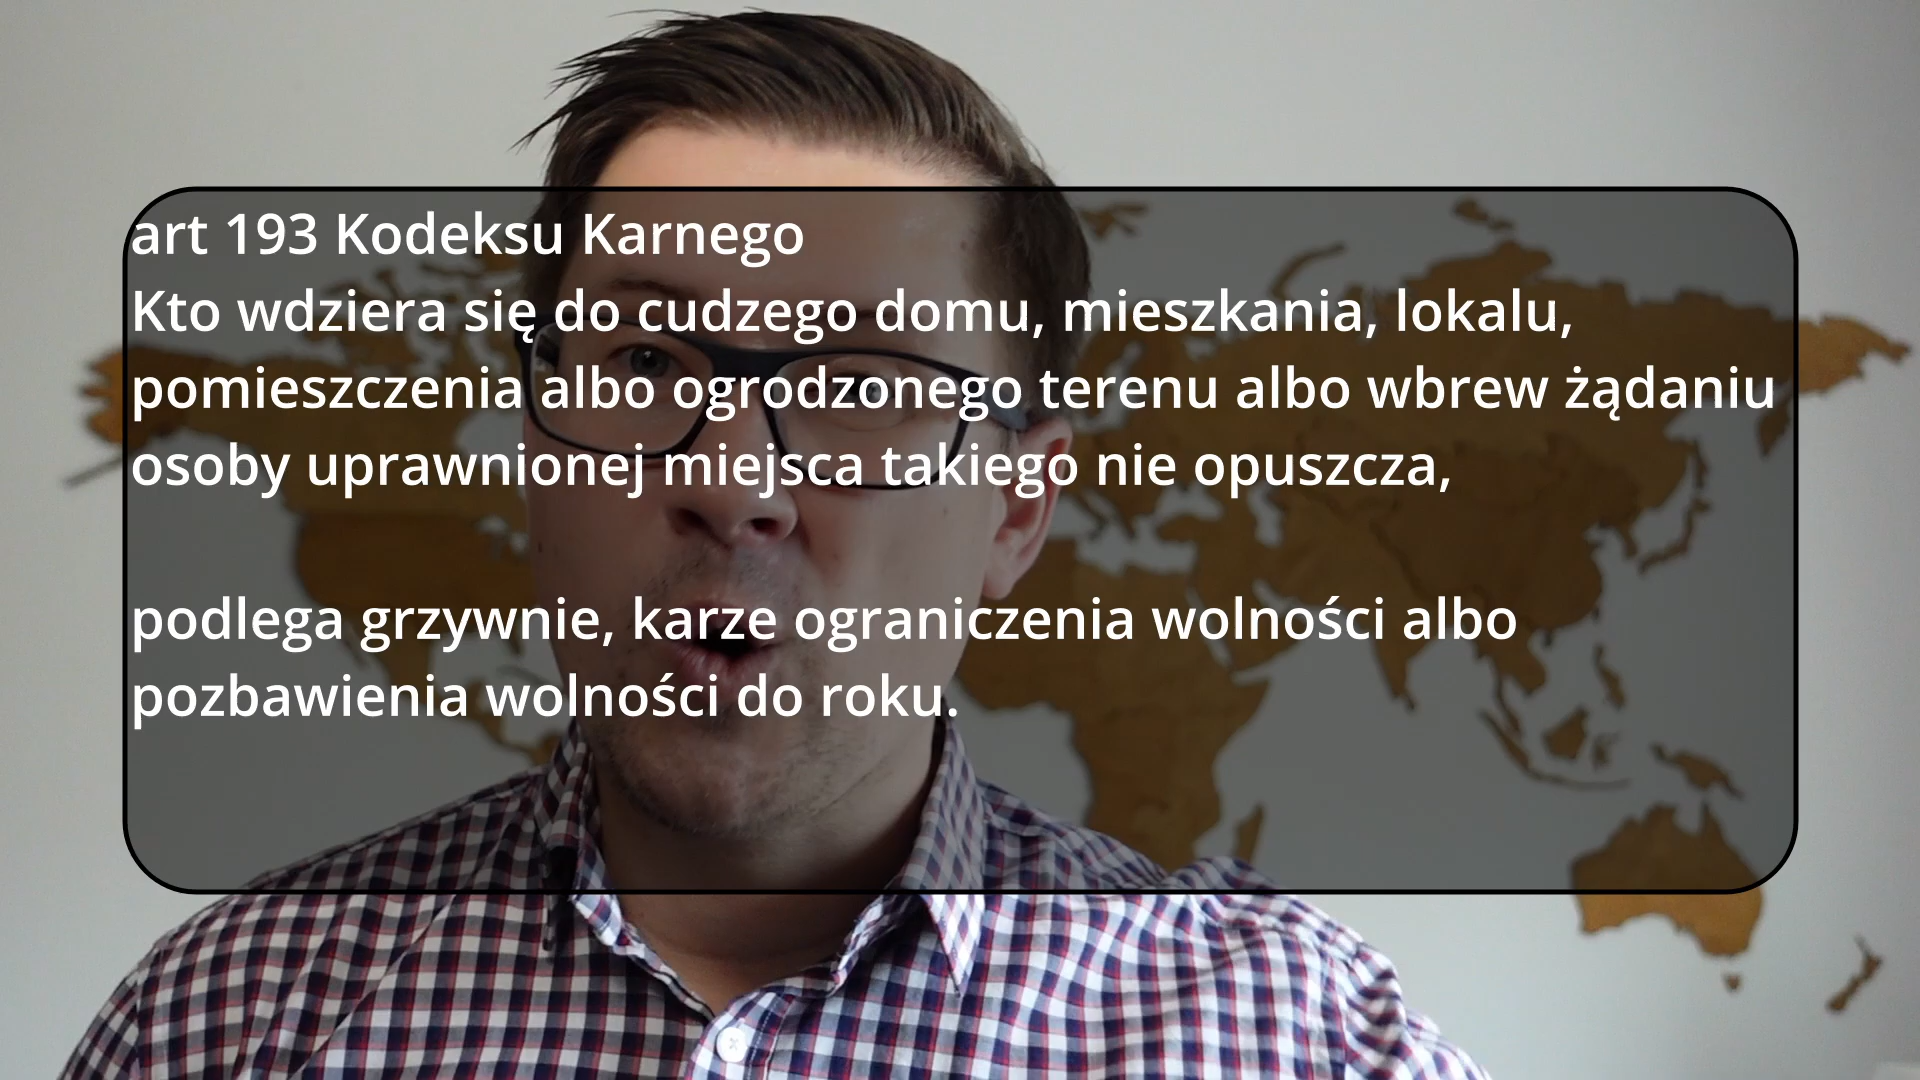 art 193 Kodeksu Karnego
Kto wdziera się do cudzego domu, mieszkania, lokalu,
pomieszczenia albo ogrodzonego terenu albo wbrew żądaniu
osoby uprawnionej miejsca takiego nie opuszcza,
podlega grzywnie, karze ograniczenia wolności albo
pozbawienia wolności do roku.